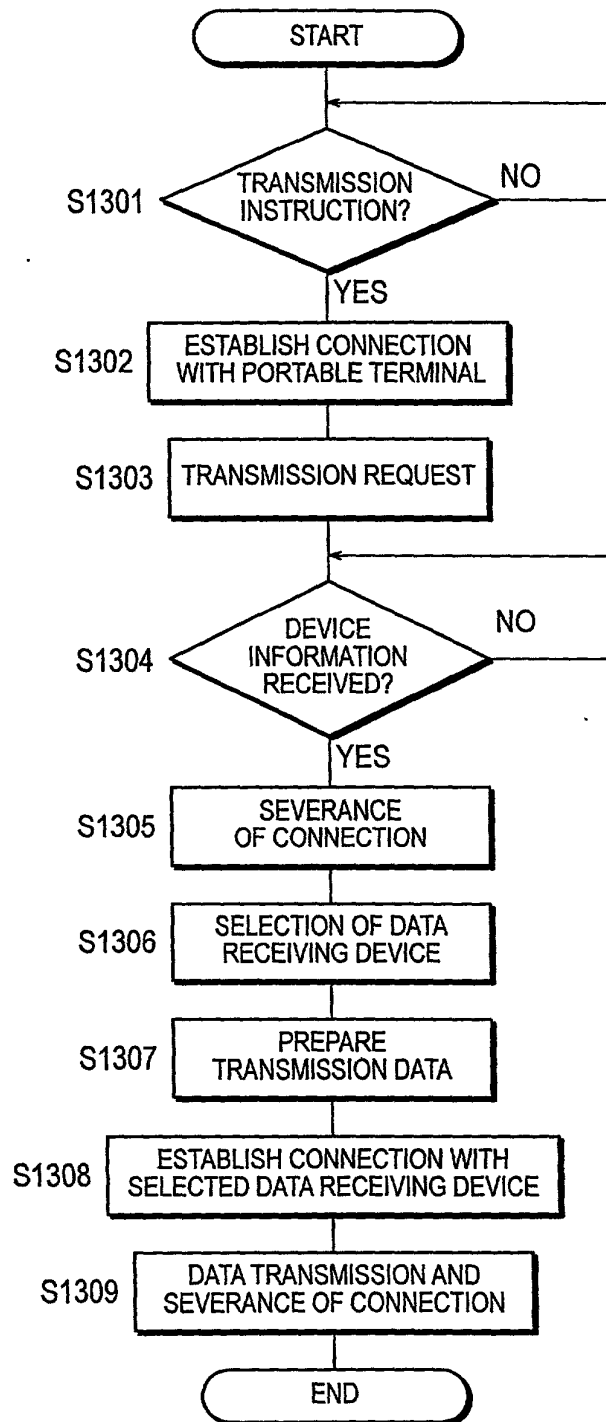 START
S1301
TRANSMISSION
INSTRUCTION?
NO
YES
S1302
ESTABLISH CONNECTION
WITH PORTABLE TERMINAL
S1303
TRANSMISSION REQUEST
S1304
DEVICE
INFORMATION
RECEIVED?
NO
YES
S1305
SEVERANCE
OF CONNECTION
S1306
SELECTION OF DATA
RECEIVING DEVICE
S1307
PREPARE
TRANSMISSION DATA
S1308
ESTABLISH CONNECTION WITH
SELECTED DATA RECEIVING DEVICE
S1309
DATA TRANSMISSION AND
SEVERANCE OF CONNECTION
END